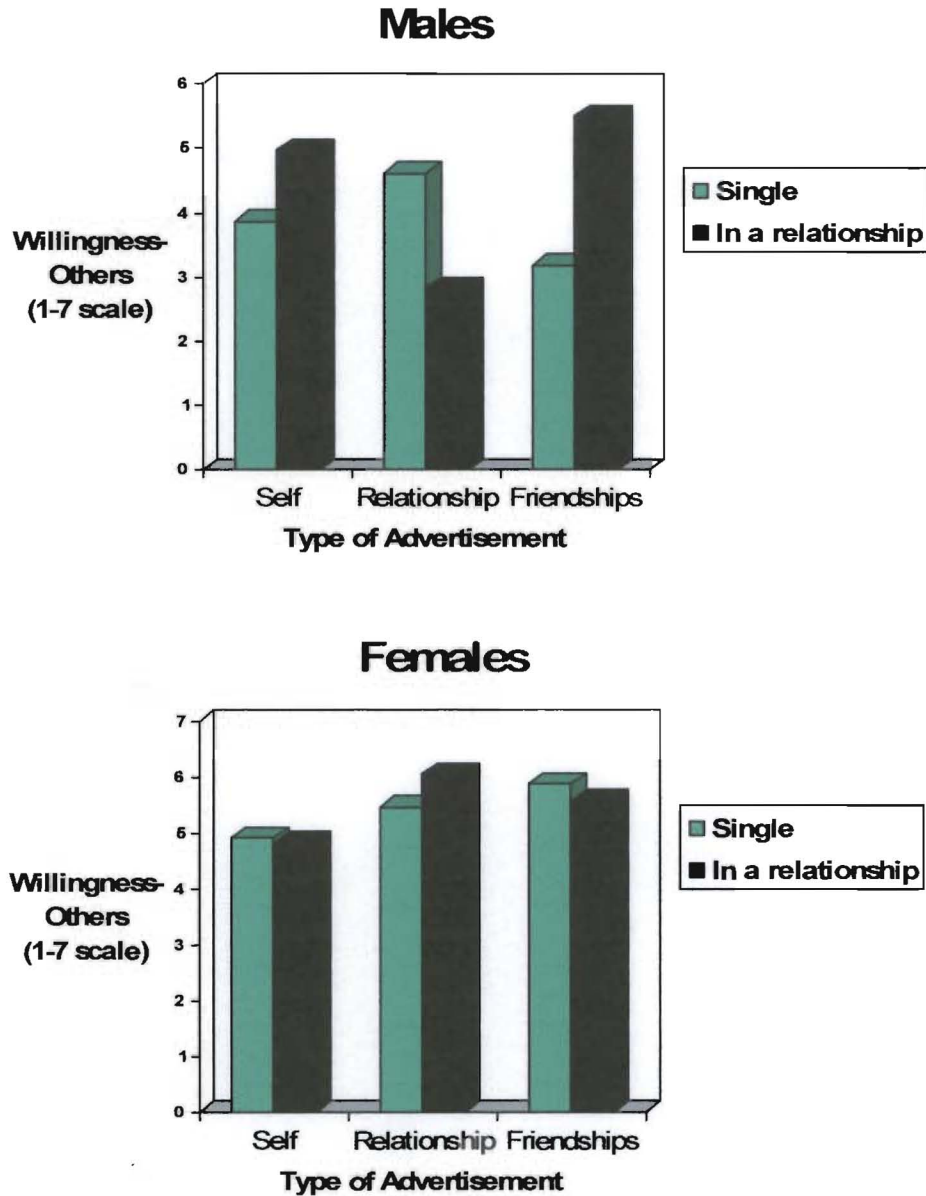 Males
6
5
4
3
2
1
0
Willingness-
Others
(1-7 scale)
Self Relationship Friendships
Type of Advertisement
Single
In a relationship
Females
7
6
5
4
3
2
1
0
Willingness-
Others
(1-7 scale)
Self Relationship Friendships
Type of Advertisement
Single
In a relationship